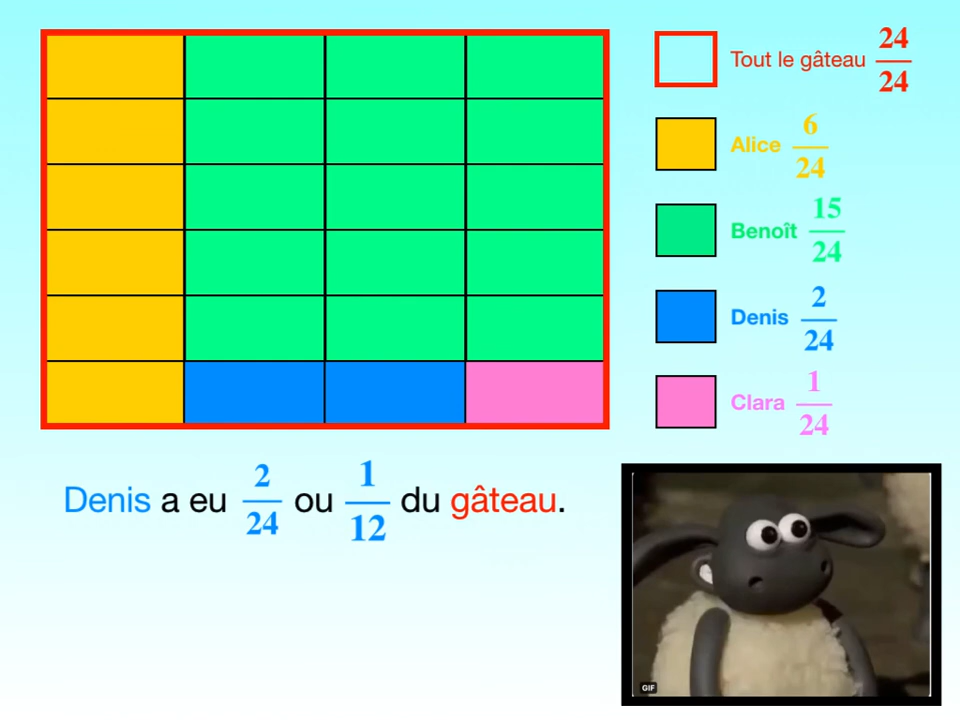 Tout le gâteau 24/24
Alice 6/24
Benoît 15/24
Denis 2/24
Clara 1/24
Denis a eu 2/24 ou 1/12 du gâteau.
GIF